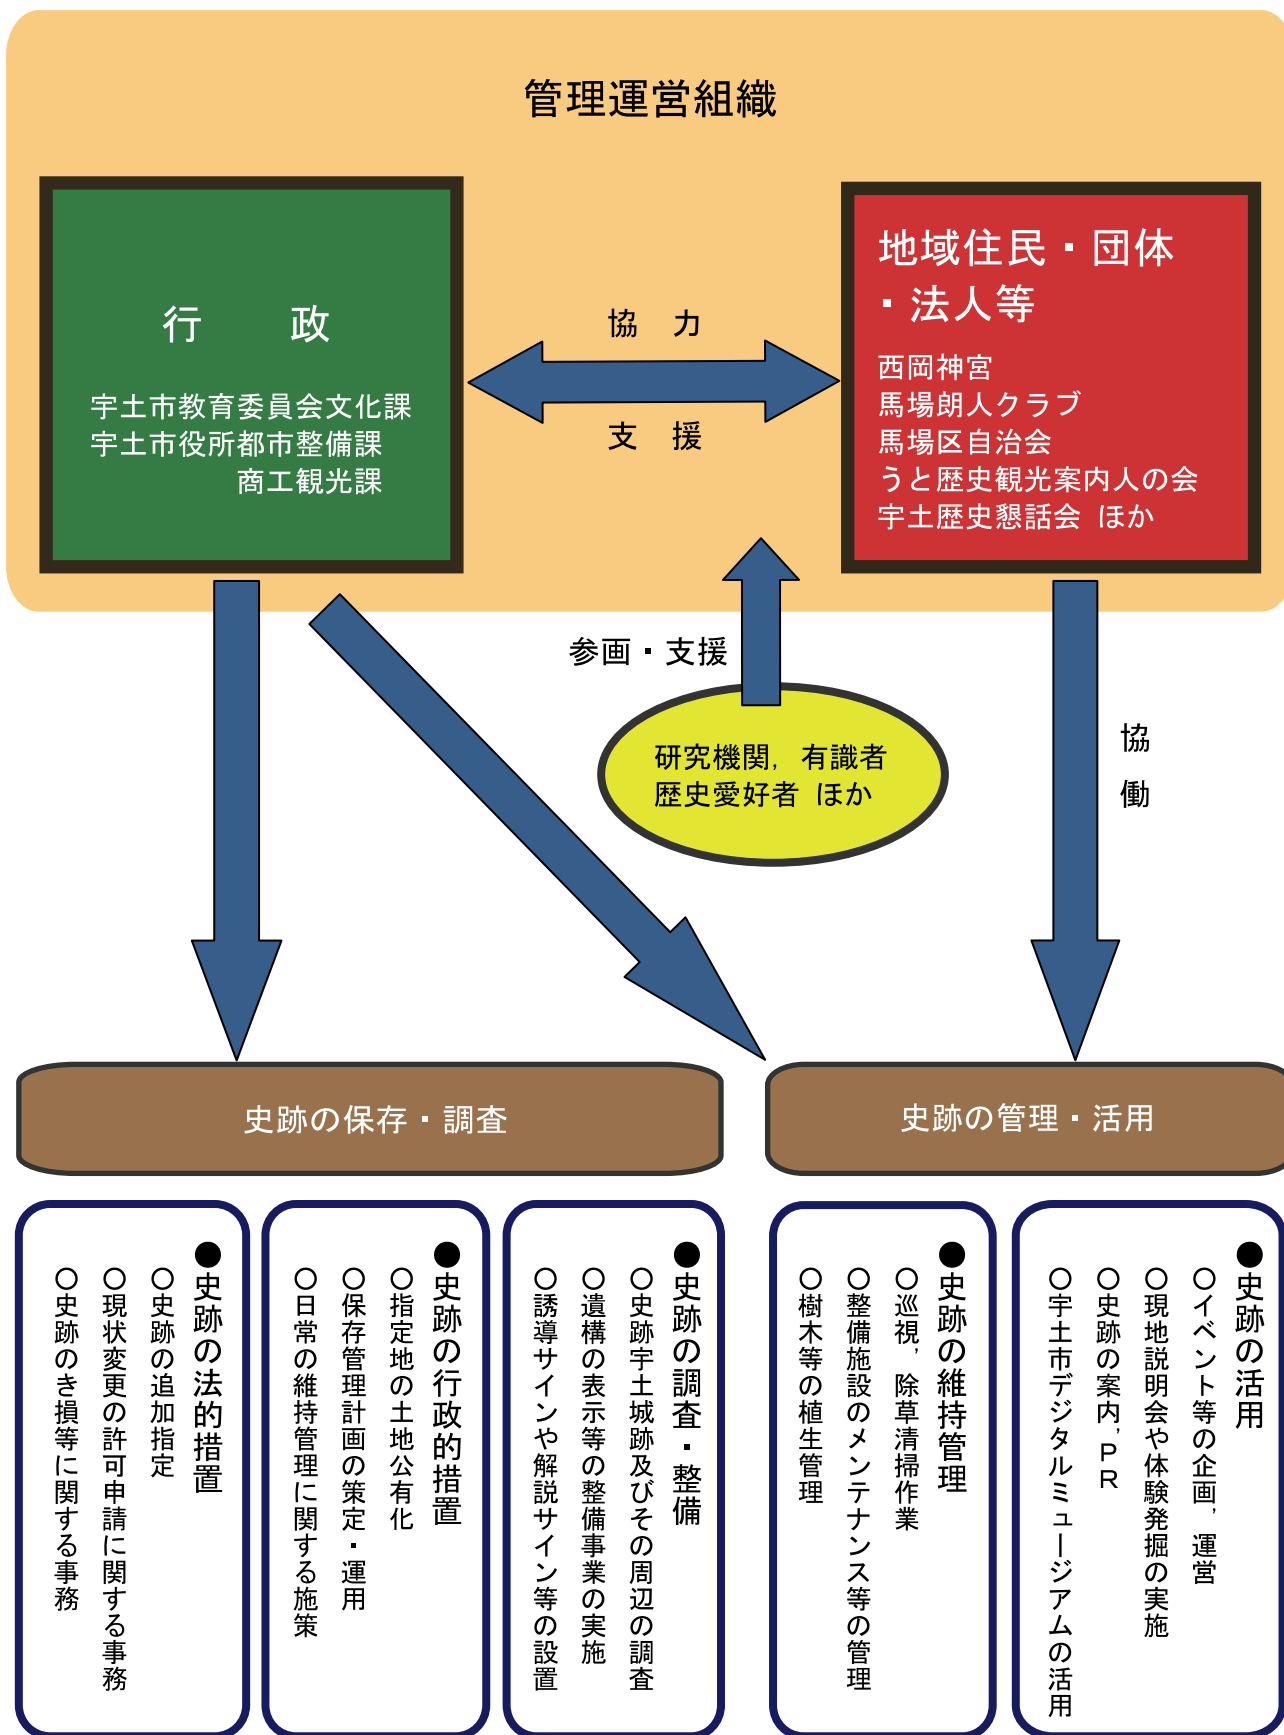 管理運営組織
行　　政
宇土市教育委員会文化課
宇土市役所都市整備課
商工観光課
協　力
支　援
地域住民・団体
・法人等
西岡神宮
馬場朗人クラブ
馬場区自治会
うと歴史観光案内人の会
宇土歴史懇話会 ほか
参画・支援
研究機関，有識者
歴史愛好者 ほか
協
働
史跡の保存・調査
史跡の管理・活用
●史跡の法的措置
○史跡の追加指定
○現状変更の許可申請に関する事務
○史跡のき損等に関する事務
●史跡の行政的措置
○指定地の土地公有化
○保存管理計画の策定・運用
○日常の維持管理に関する施策
●史跡の調査・整備
○史跡宇土城跡及びその周辺の調査
○遺構の表示等の整備事業の実施
○誘導サインや解説サイン等の設置
●史跡の維持管理
○巡視，除草清掃作業
○整備施設のメンテナンス等の管理
○樹木等の植生管理
●史跡の活用
○イベント等の企画，運営
○現地説明会や体験発掘の実施
○史跡の案内，ＰＲ
○宇土市デジタルミュージアムの活用